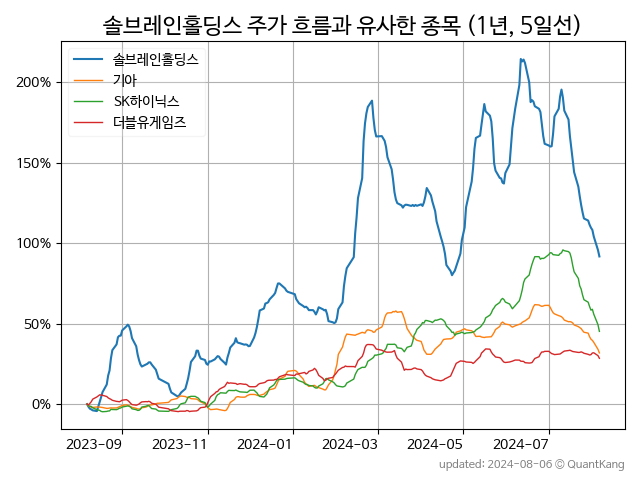 솔브레인홀딩스 주가 흐름과 유사한 종목 (1년, 5일선)
솔브레인홀딩스
기아
SK하이닉스
더블유게임즈
200%
150%
100%
50%
0%
2023-09 2023-11 2024-01 2024-03 2024-05 2024-07
updated: 2024-08-06 © QuantKang